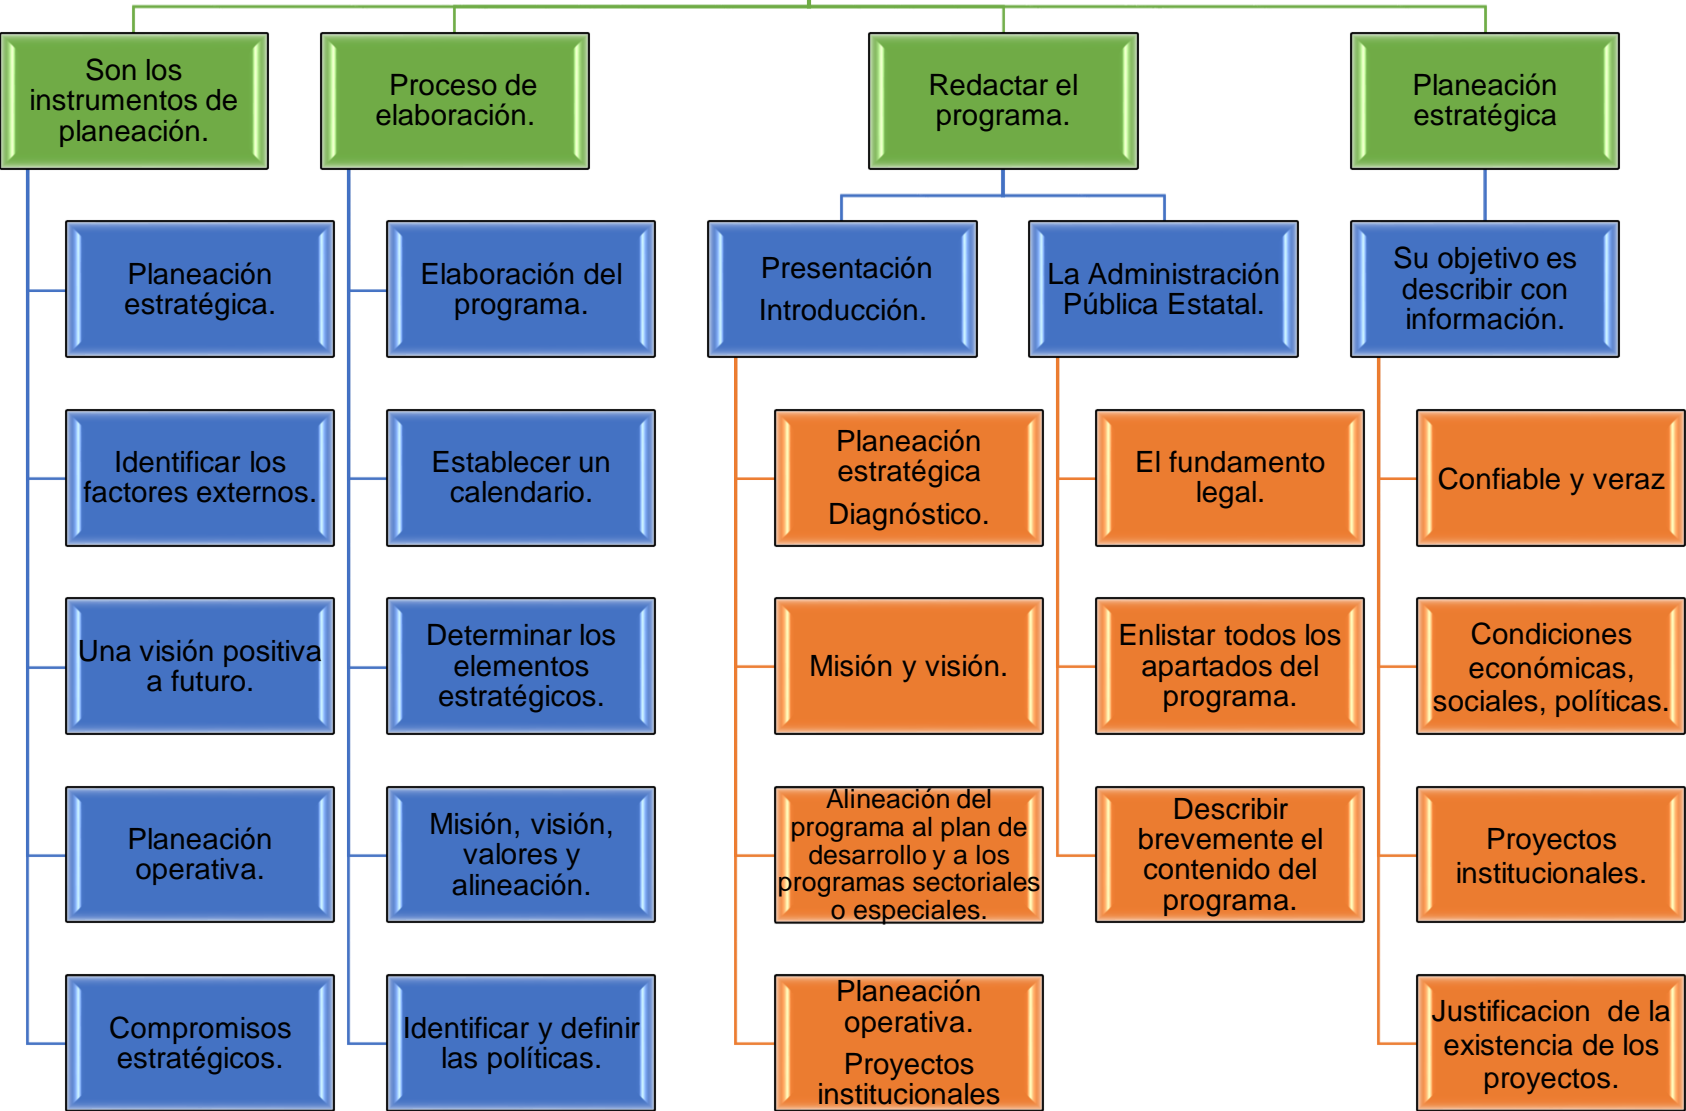 Son los
instrumentos de
planeación.
Proceso de
elaboración.
Redactar el
programa.
Planeación
estratégica
Planeación
estratégica.
Identificar los
factores externos.
Una visión positiva
a futuro.
Planeación
operativa.
Compromisos
estratégicos.
Elaboración del
programa.
Establecer un
calendario.
Determinar los
elementos
estratégicos.
Misión, visión,
valores y
alineación.
Identificar y definir
las políticas.
Presentación
Introducción.
Planeación
estratégica
Diagnóstico.
Misión y visión.
Alineación del
programa al plan de
desarrollo y a los
programas sectoriales
o especiales.
Planeación
operativa.
Proyectos
institucionales
La Administración
Pública Estatal.
El fundamento
legal.
Enlistar todos los
apartados del
programa.
Describir
brevemente el
contenido del
programa.
Su objetivo es
describir con
información.
Confiable y veraz
Condiciones
económicas,
sociales, políticas.
Proyectos
institucionales.
Justificacion  de la
existencia de los
proyectos.